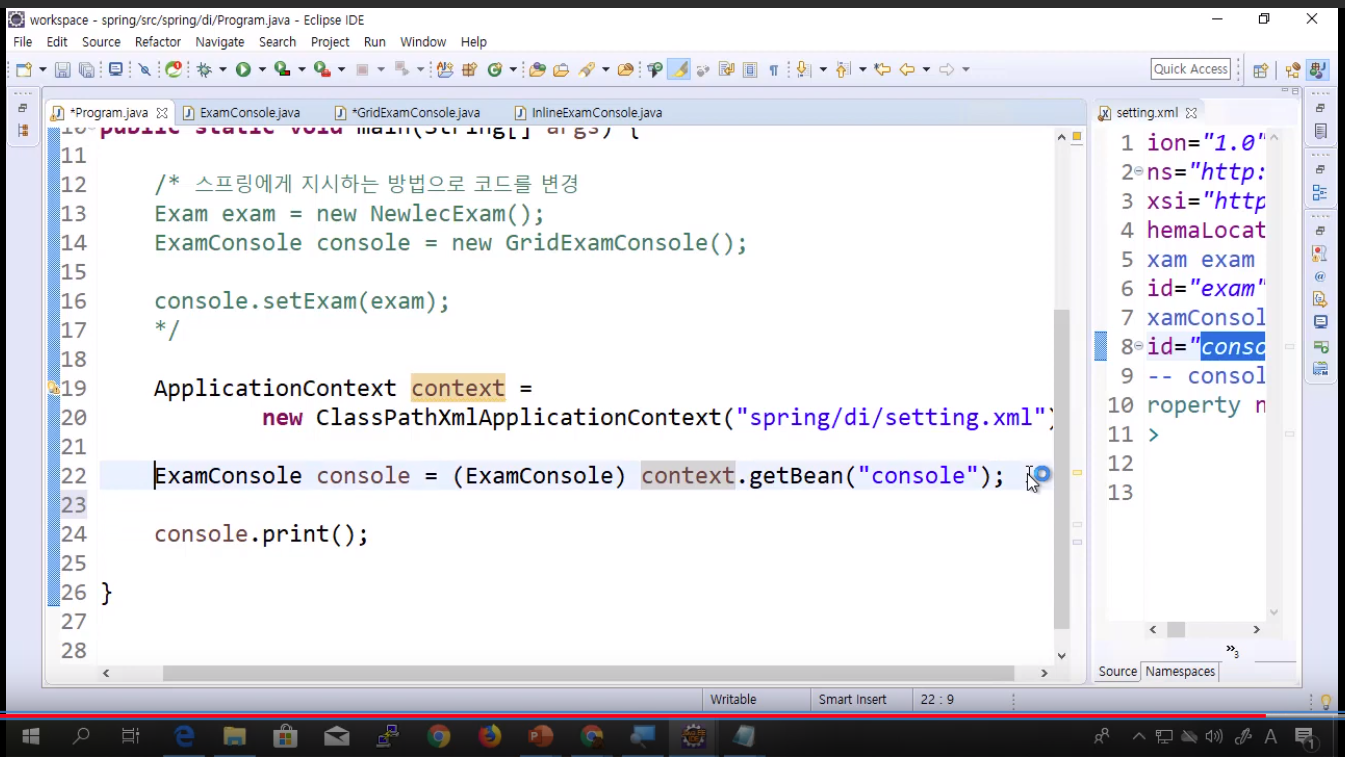 workspace - spring/src/spring/di/Program.java - Eclipse IDE
File Edit Source Refactor Navigate Search Project Run Window Help
Quick Access
*Program.java ExamConsole.java *GridExamConsole.java InlineExamConsole.java
10 public static void main(String[] args) {
11
12 /* 스프링에게 지시하는 방법으로 코드를 변경
13 Exam exam = new NewlecExam();
14 ExamConsole console = new GridExamConsole();
15
16 console.setExam(exam);
17 */
18
19 ApplicationContext context =
20 new ClassPathXmlApplicationContext("spring/di/setting.xml")
21
22 ExamConsole console = (ExamConsole) context.getBean("console");
23
24 console.print();
25
26 }
27
28
setting.xml
1 ion="1.0"
2 ns="http:
3 xsi="http
4 hemaLocat
5 xam exam
6 id="exam"
7 xamConsol
8 id="conso
9 -- consol
10 roperty n
11 >
12
13
»3
Source Namespaces
Writable Smart Insert 22 : 9
A 1